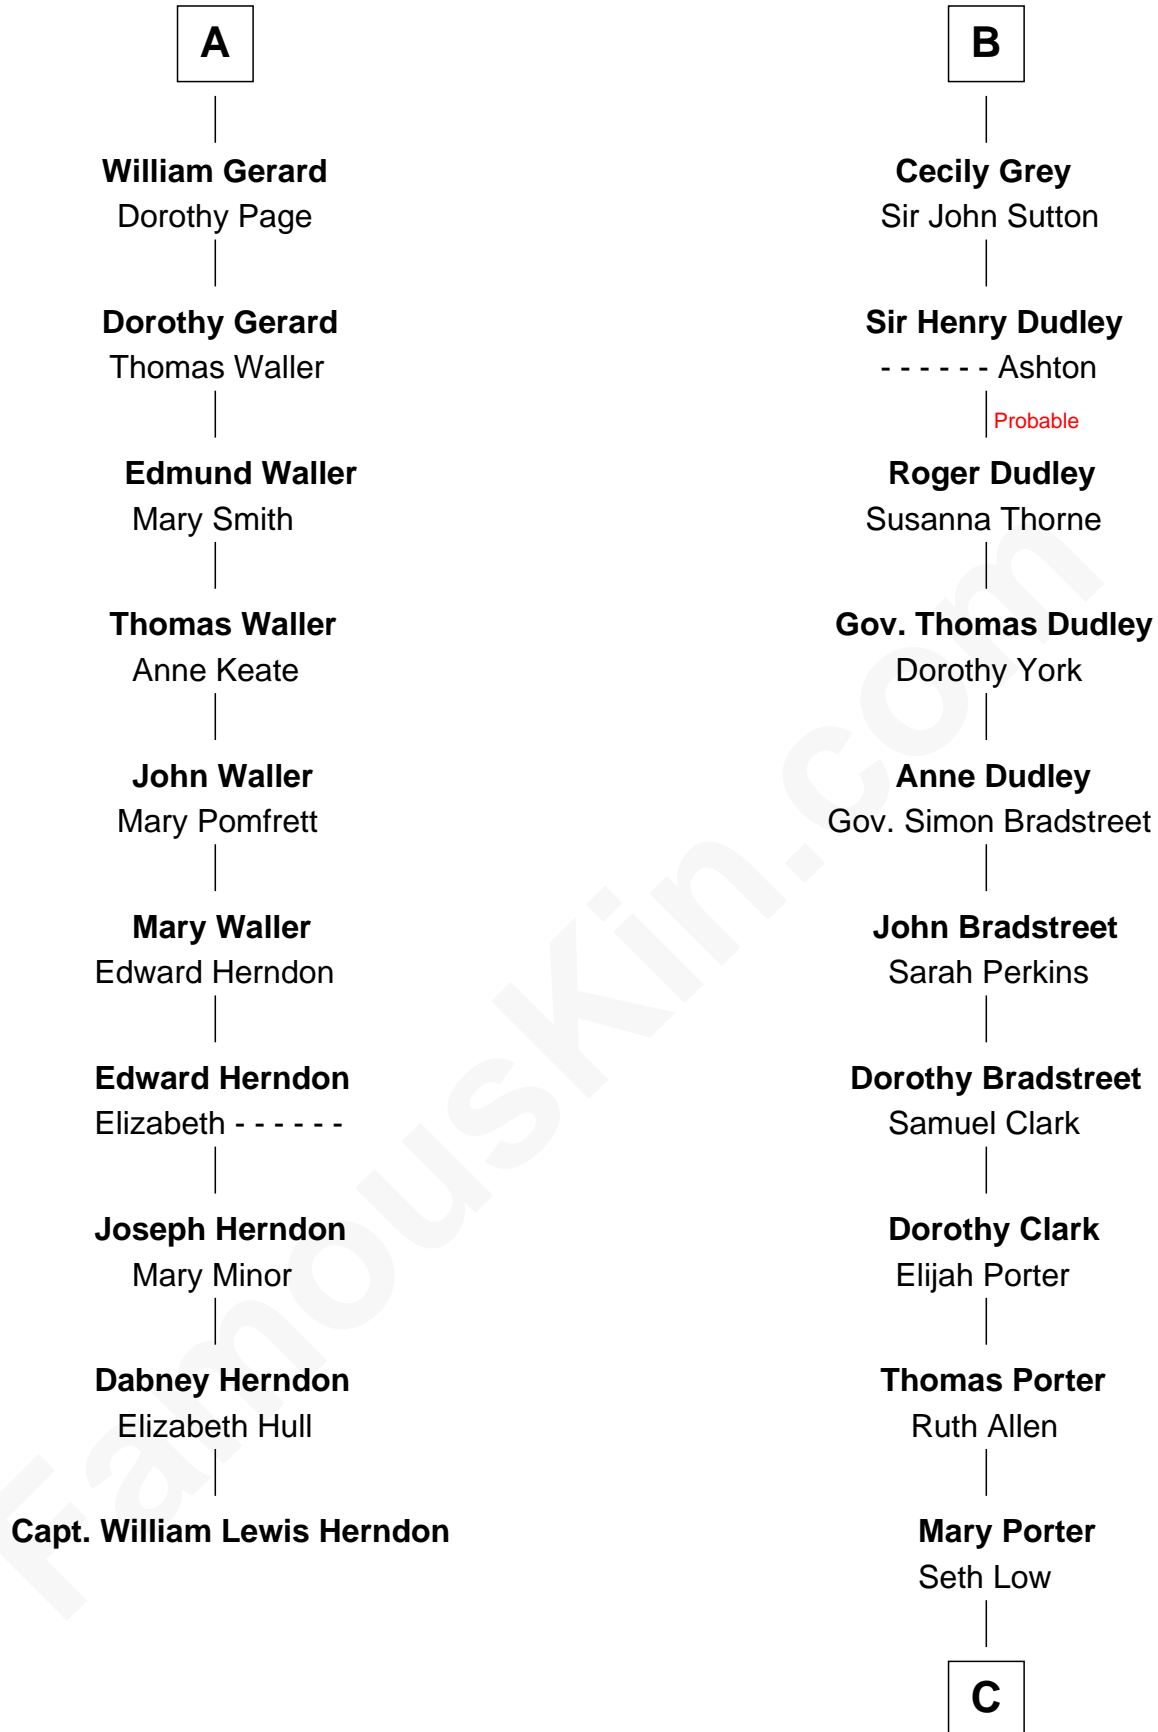 A
William Gerard
Dorothy Page
Dorothy Gerard
Thomas Waller
Edmund Waller
Mary Smith
Thomas Waller
Anne Keate
John Waller
Mary Pomfrett
Mary Waller
Edward Herndon
Edward Herndon
Elizabeth - - - - - -
Joseph Herndon
Mary Minor
Dabney Herndon
Elizabeth Hull
Capt. William Lewis Herndon
B
Cecily Grey
Sir John Sutton
Sir Henry Dudley
- - - - - - Ashton
Probable
Roger Dudley
Susanna Thorne
Gov. Thomas Dudley
Dorothy York
Anne Dudley
Gov. Simon Bradstreet
John Bradstreet
Sarah Perkins
Dorothy Bradstreet
Samuel Clark
Dorothy Clark
Elijah Porter
Thomas Porter
Ruth Allen
Mary Porter
Seth Low
C
FamousKin.com